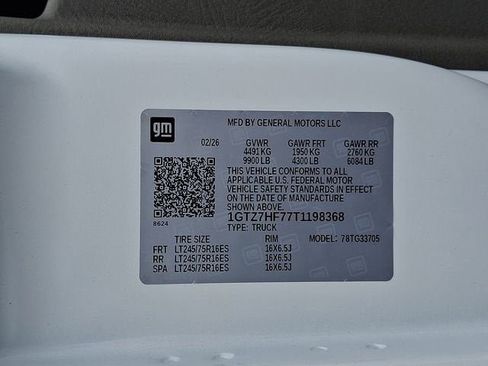 gm
MFD BY GENERAL MOTORS LLC
02/26 GVWR GAWR FRT GAWR RR
4491 KG 1950 KG 2760 KG
9900 LB 4300 LB 6084 LB
THIS VEHICLE CONFORMS TO ALL
APPLICABLE U.S. FEDERAL MOTOR
VEHICLE SAFETY STANDARDS IN EFFECT
ON THE DATE OF MANUFACTURE
SHOWN ABOVE.
8624 1GTZ7HF77T1198368
TYPE: TRUCK
TIRE SIZE RIM MODEL: 78TG33705
FRT LT245/75R16ES 16X6.5J
RR LT245/75R16ES 16X6.5J
SPA LT245/75R16ES 16X6.5J